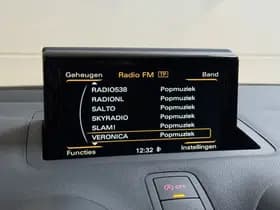 Geheugen Radio FM TP Band
RADIO538 Popmuziek
RADIONL Popmuziek
SALTO Popmuziek
SKYRADIO Popmuziek
SLAM! Popmuziek
VERONICA Popmuziek
Functies 12:32 Instellingen